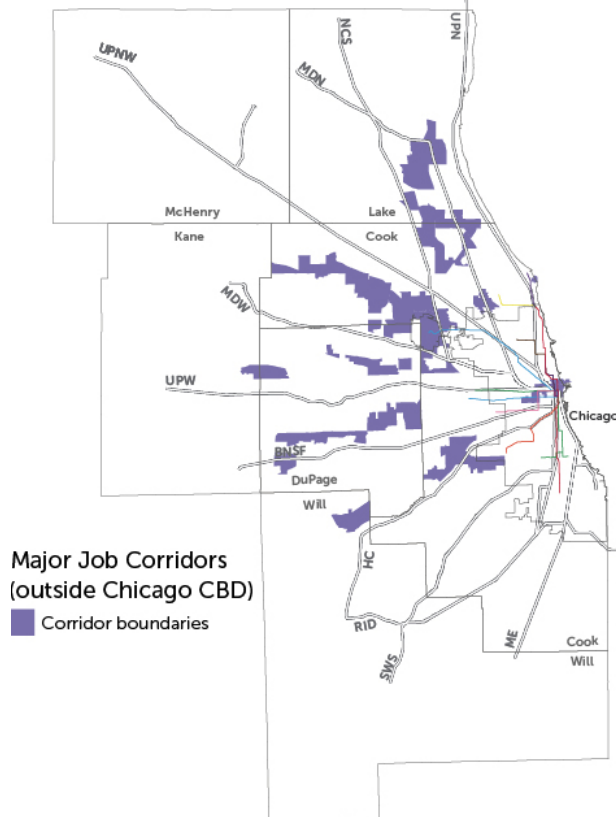 UPN
NCS
UPNW
MDN
McHenry
Lake
Kane
Cook
MDW
UPW
Chicago
BNSF
DuPage
Will
Major Job Corridors
(outside Chicago CBD)
Corridor boundaries
HC
RID
ME
Cook
SWS
Will